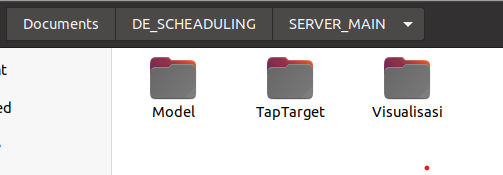 Documents DE_SCHEADULING SERVER_MAIN
Model TapTarget Visualisasi